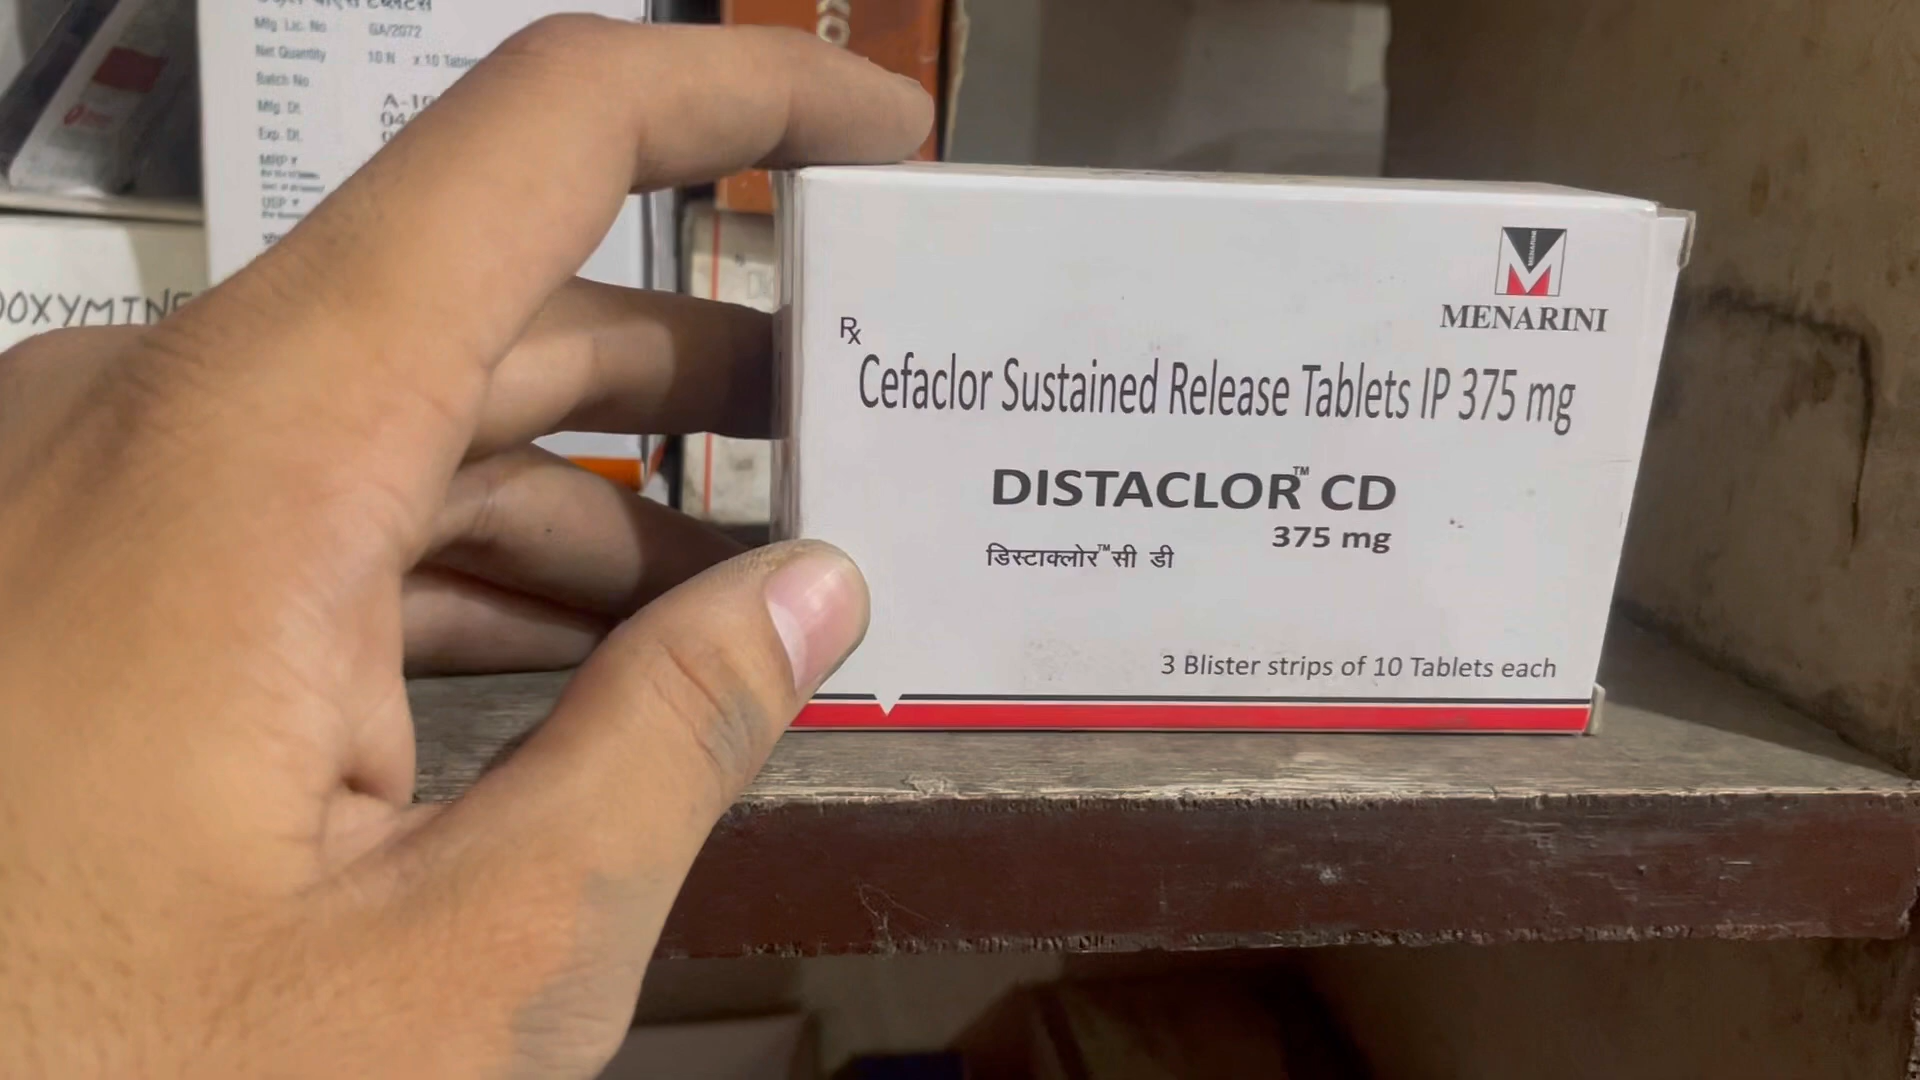 Mfg. Lic. No. GA/2072
Net Quantity 10 N x 10 Tablets
Batch No
Mfg. Dt.
Exp. Dt.
MRP ₹
USP ₹
DOXYMINE
MENARINI
Rx
Cefaclor Sustained Release Tablets IP 375 mg
DISTACLOR™ CD
375 mg
डिस्टाक्लोर™ सी डी
3 Blister strips of 10 Tablets each